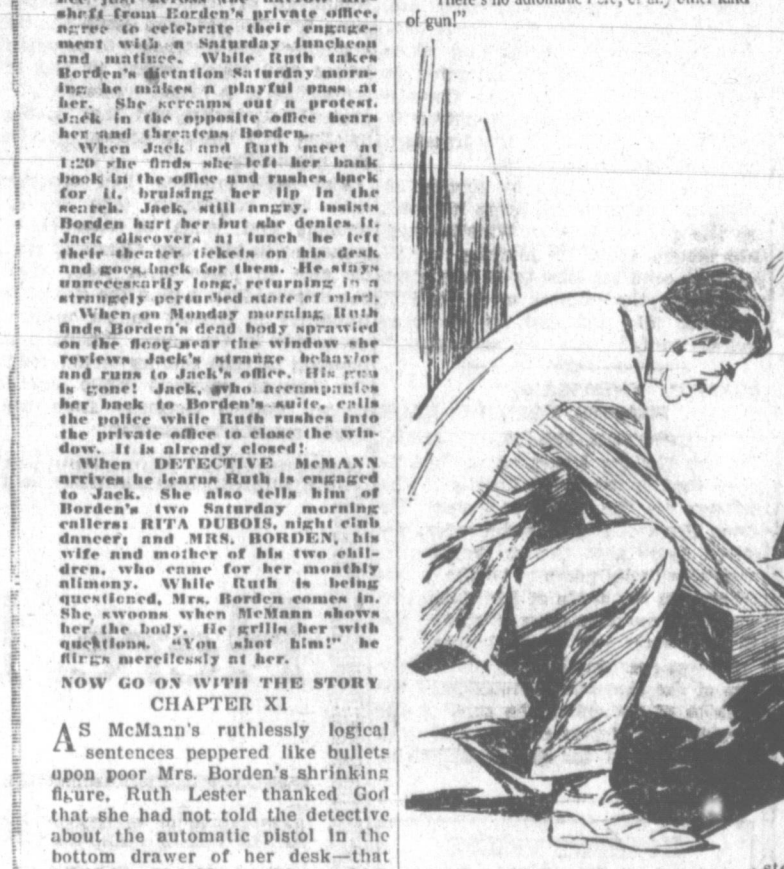 shaft from Borden's private office,
agree to celebrate their engage-
ment with a Saturday luncheon
and matinee. While Ruth takes
Borden's dictation Saturday morn-
ing he makes a playful pass at
her. She screams out a protest.
Jack in the opposite office hears
her and threatens Borden.
When Jack and Ruth meet at
1:20 she finds she left her bank
book in the office and rushes back
for it, bruising her lip in the
search. Jack, still angry, insists
Borden hurt her but she denies it.
Jack discovers at lunch he left
their theater tickets on his desk
and goes back for them. He stays
unnecessarily long, returning in a
strangely perturbed state of mind.
When on Monday morning Ruth
finds Borden's dead body sprawled
on the floor near the window she
reviews Jack's strange behavior
and runs to Jack's office. His gun
is gone! Jack, who accompanies
her back to Borden's suite, calls
the police while Ruth rushes into
the private office to close the win-
dow. It is already closed!
When DETECTIVE McMANN
arrives he learns Ruth is engaged
to Jack. She also tells him of
Borden's two Saturday morning
callers: RITA DUBOIS, night club
dancer; and MRS. BORDEN, his
wife and mother of his two chil-
dren, who came for her monthly
alimony. While Ruth is being
questioned, Mrs. Borden comes in.
She swoons when McMann shows
her the body. He grills her with
questions. "You shot him!" he
flings mercilessly at her.
NOW GO ON WITH THE STORY
CHAPTER XI
AS McMann's ruthlessly logical
sentences peppered like bullets
upon poor Mrs. Borden's shrinking
figure, Ruth Lester thanked God
that she had not told the detective
about the automatic pistol in the
bottom drawer of her desk—that
of gun!"